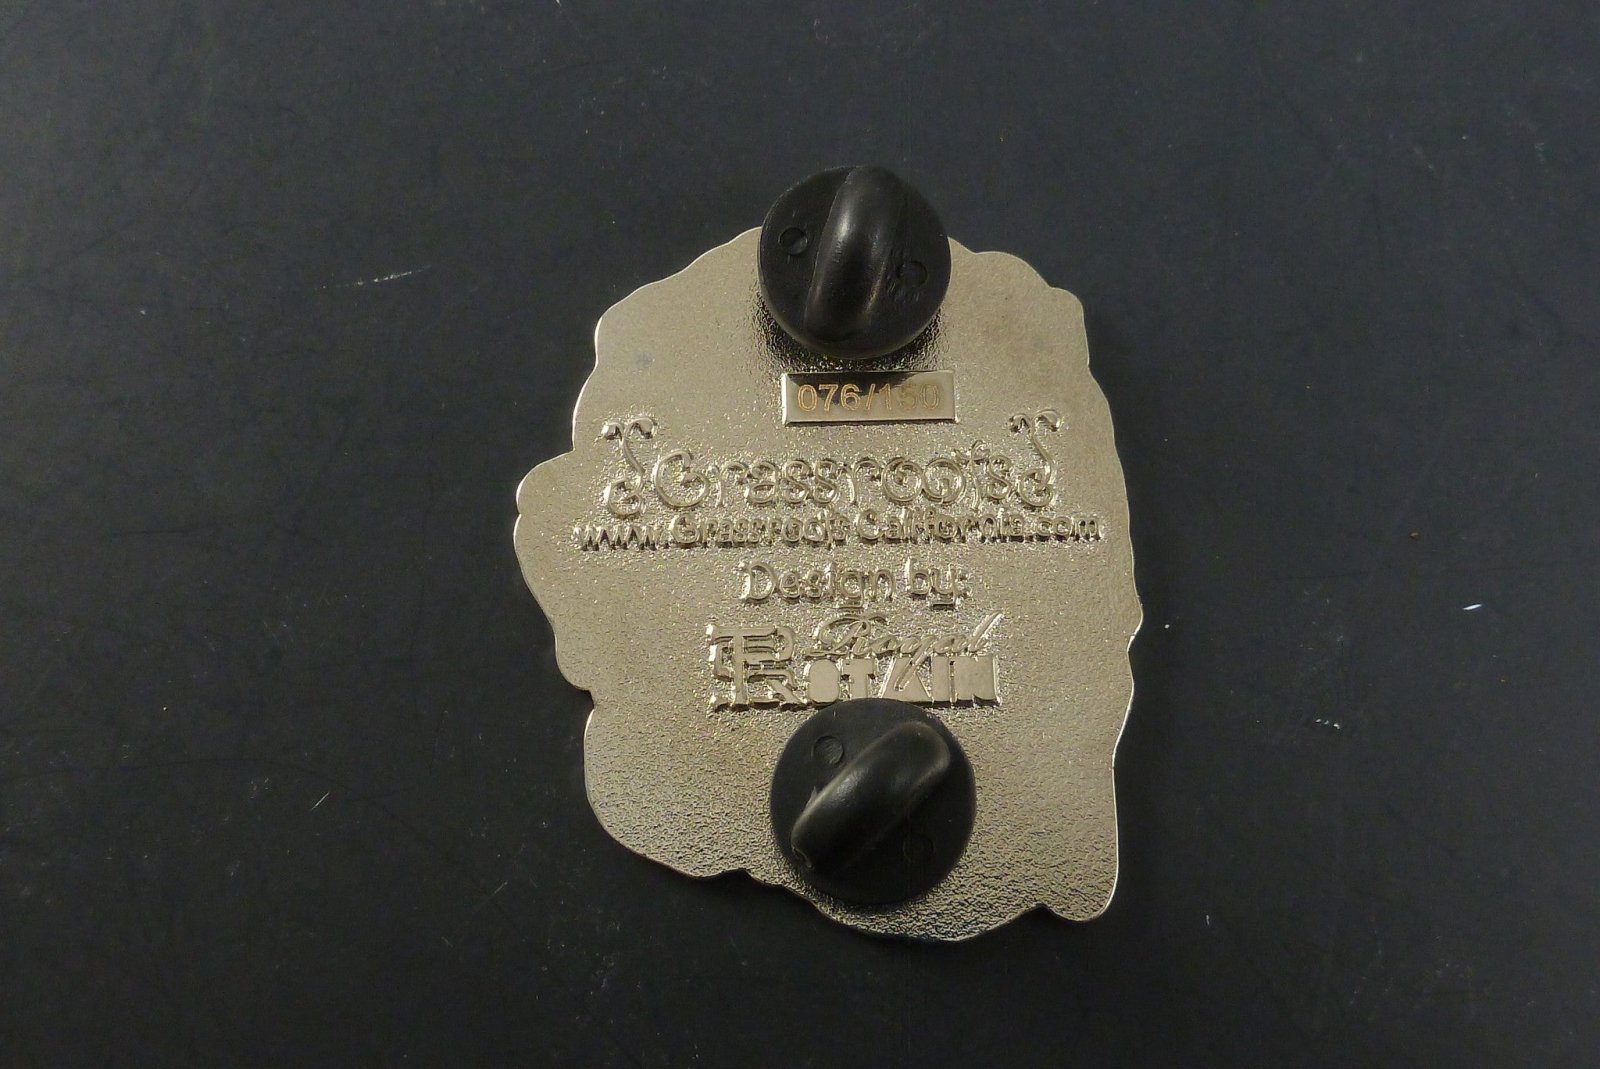 076/150
Grassroots
www.GrassrootsCalifornia.com
Design by:
Royal